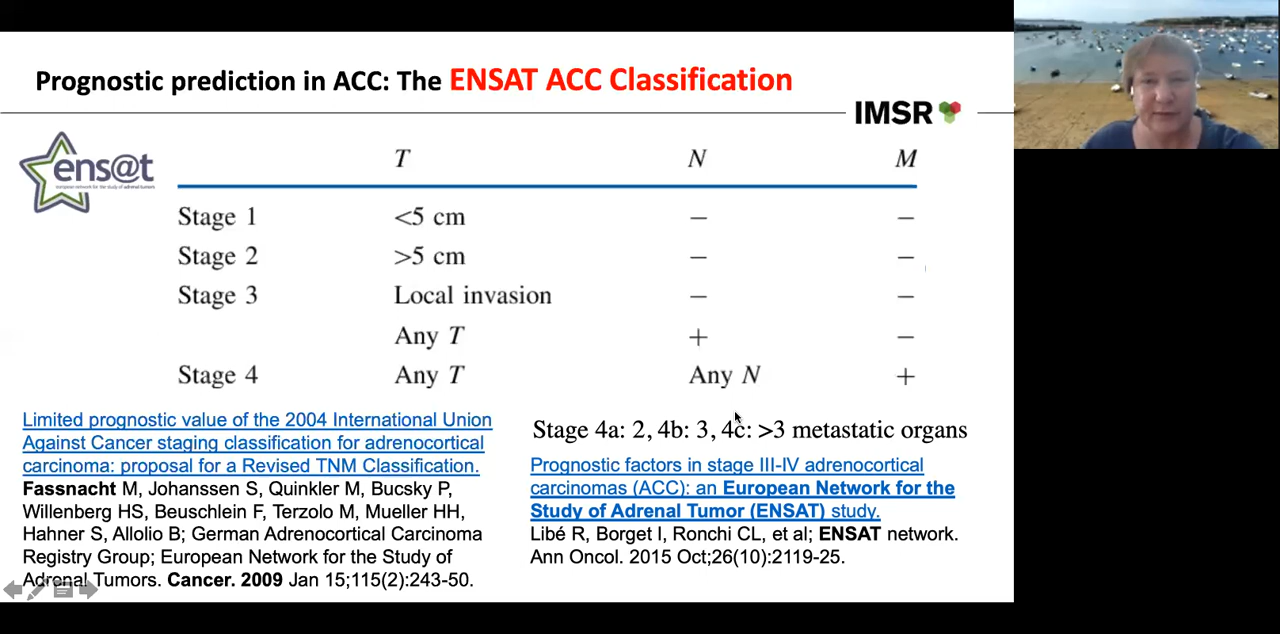 Prognostic prediction in ACC: The ENSAT ACC Classification
IMSR
ens@t
european network for the study of adrenal tumors
T N M
Stage 1 <5 cm − −
Stage 2 >5 cm − −
Stage 3 Local invasion − −
Any T + −
Stage 4 Any T Any N +
Limited prognostic value of the 2004 International Union
Against Cancer staging classification for adrenocortical
carcinoma: proposal for a Revised TNM Classification.
Fassnacht M, Johanssen S, Quinkler M, Bucsky P,
Willenberg HS, Beuschlein F, Terzolo M, Mueller HH,
Hahner S, Allolio B; German Adrenocortical Carcinoma
Registry Group; European Network for the Study of
Adrenal Tumors. Cancer. 2009 Jan 15;115(2):243-50.
Stage 4a: 2, 4b: 3, 4c: >3 metastatic organs
Prognostic factors in stage III-IV adrenocortical
carcinomas (ACC): an European Network for the
Study of Adrenal Tumor (ENSAT) study.
Libé R, Borget I, Ronchi CL, et al; ENSAT network.
Ann Oncol. 2015 Oct;26(10):2119-25.